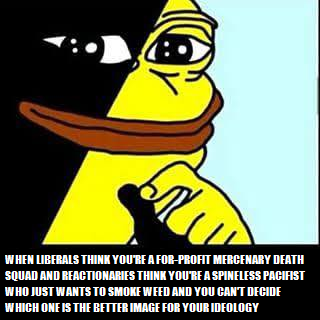 WHEN LIBERALS THINK YOU'RE A FOR-PROFIT MERCENARY DEATH
SQUAD AND REACTIONARIES THINK YOU'RE A SPINELESS PACIFIST
WHO JUST WANTS TO SMOKE WEED AND YOU CAN'T DECIDE
WHICH ONE IS THE BETTER IMAGE FOR YOUR IDEOLOGY